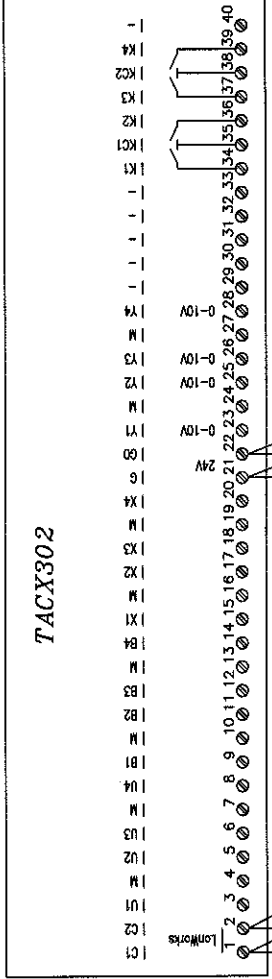 TACX302
C1 C2 U1 M U2 U3 M U4 B1 M B2 B3 M B4 X1 M X2 X3 M X4 G G0 Y1 M Y2 Y3 M Y4 - - - - - K1 KC1 K2 K3 KC2 K4 -
LonWorks 24V 0-10V 0-10V 0-10V 0-10V
1 2 3 4 5 6 7 8 9 10 11 12 13 14 15 16 17 18 19 20 21 22 23 24 25 26 27 28 29 30 31 32 33 34 35 36 37 38 39 40